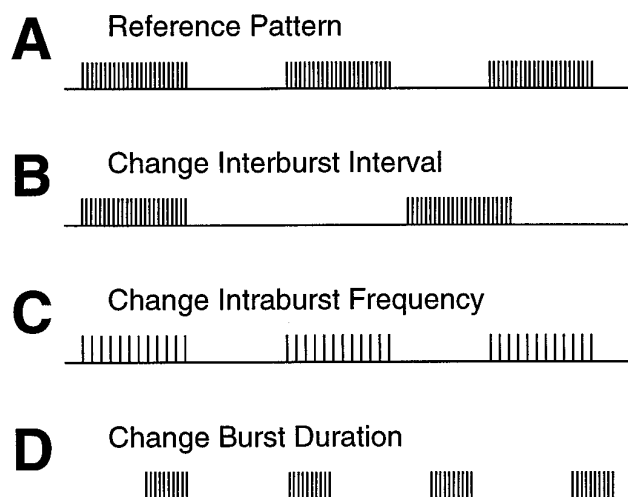 A Reference Pattern
B Change Interburst Interval
C Change Intraburst Frequency
D Change Burst Duration